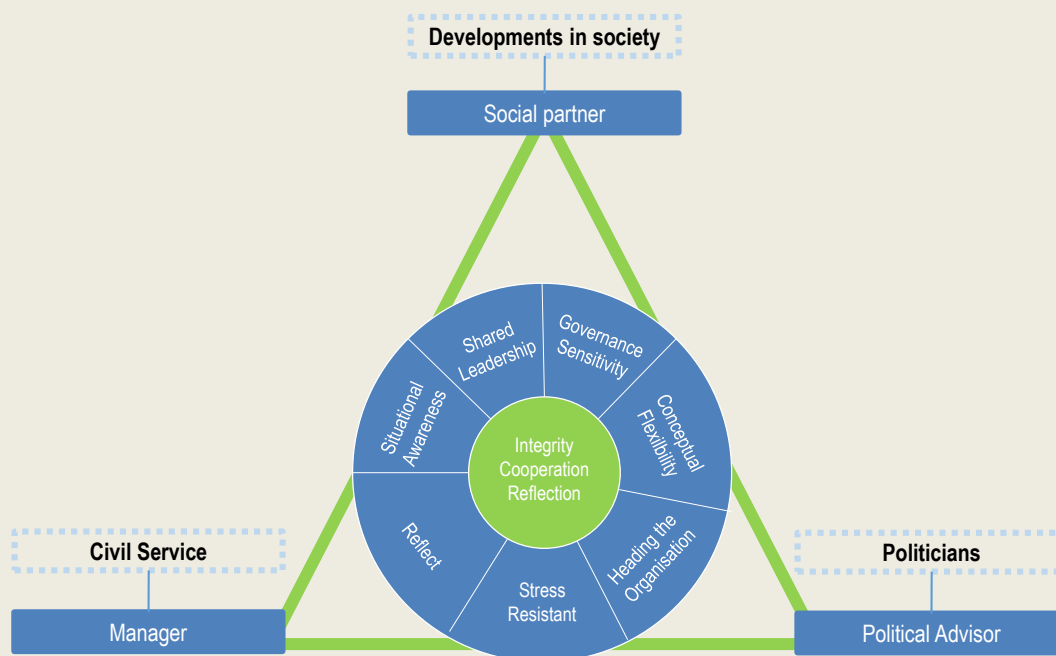 Developments in society
Social partner
Shared
Leadership
Governance
Sensitivity
Situational
Awareness
Conceptual
Flexilbility
Integrity
Cooperation
Reflection
Reflect
Heading the
Organisation
Stress
Resistant
Civil Service
Manager
Politicians
Political Advisor